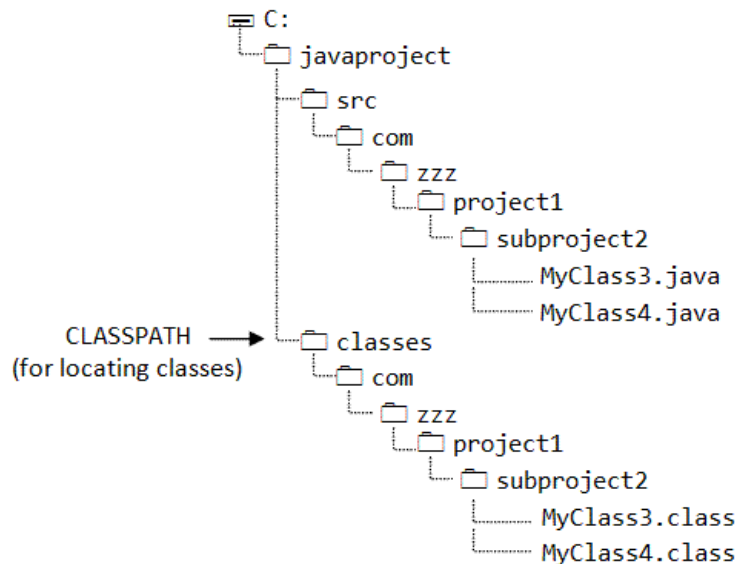 C:
javaproject
src
com
zzz
project1
subproject2
MyClass3.java
MyClass4.java
CLASSPATH
(for locating classes)
classes
com
zzz
project1
subproject2
MyClass3.class
MyClass4.class